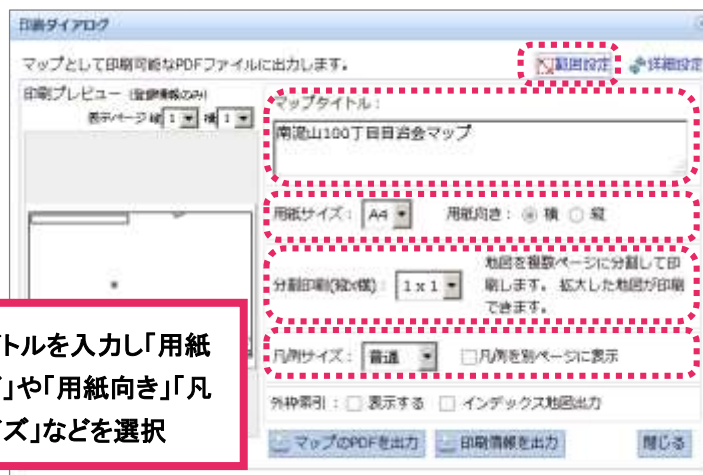 印刷ダイアログ
マップとして印刷可能なPDFファイルに出力します。
範囲設定 詳細設定
印刷プレビュー (登録情報のみ)
表示ページ 縦 1 横 1
マップタイトル:
南流山100丁目自治会マップ
用紙サイズ: A4 用紙向き: 横 縦
分割印刷(縦x横): 1 x 1 地図を複数ページに分割して印
刷します。 拡大した地図が印刷
できます。
凡例サイズ: 普通 凡例を別ページに表示
外枠索引: 表示する インデックス地図出力
マップのPDFを出力 印刷情報を出力 閉じる
トルを入力し「用紙
」や「用紙向き」「凡
イズ」などを選択